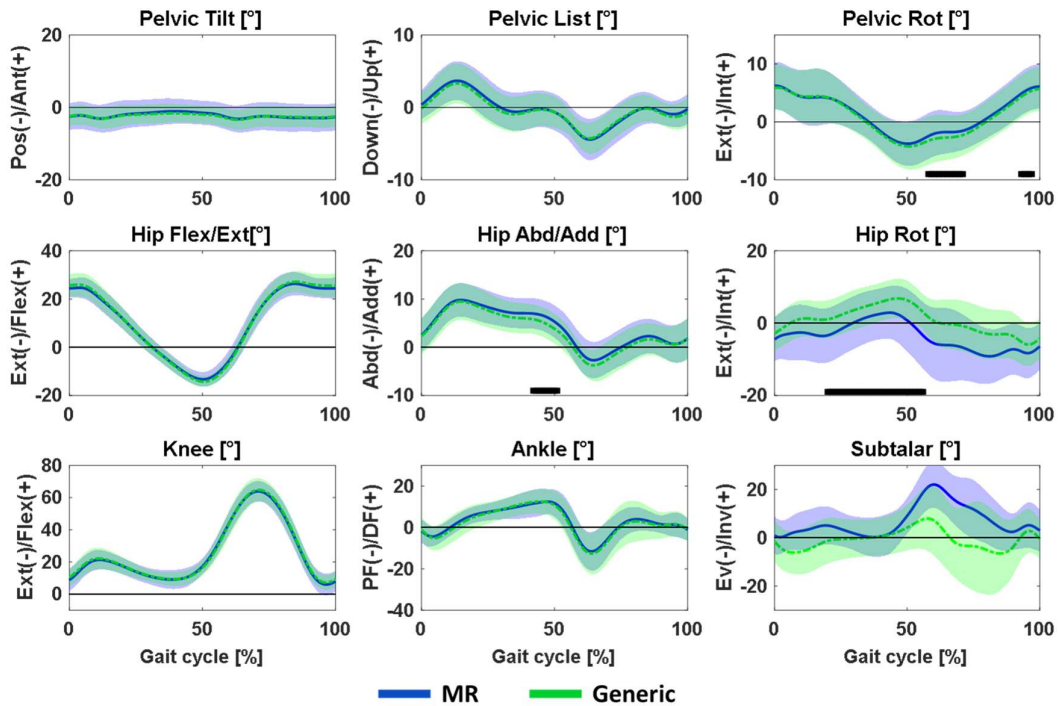 Pelvic Tilt [°]
Pelvic List [°]
Pelvic Rot [°]
Pos(-)/Ant(+)
20
0
-20
0
50
100
Down(-)/Up(+)
10
0
-10
0
50
100
Ext(-)/Int(+)
10
0
-10
0
50
100
Hip Flex/Ext[°]
Hip Abd/Add [°]
Hip Rot [°]
Ext(-)/Flex(+)
40
20
0
-20
0
50
100
Abd(-)/Add(+)
20
10
0
-10
0
50
100
Ext(-)/Int(+)
20
0
-20
0
50
100
Knee [°]
Ankle [°]
Subtalar [°]
Ext(-)/Flex(+)
80
60
40
20
0
0
50
100
PF(-)/DF(+)
20
0
-20
-40
0
50
100
Ev(-)/Inv(+)
20
0
-20
0
50
100
Gait cycle [%]
Gait cycle [%]
Gait cycle [%]
MR
Generic